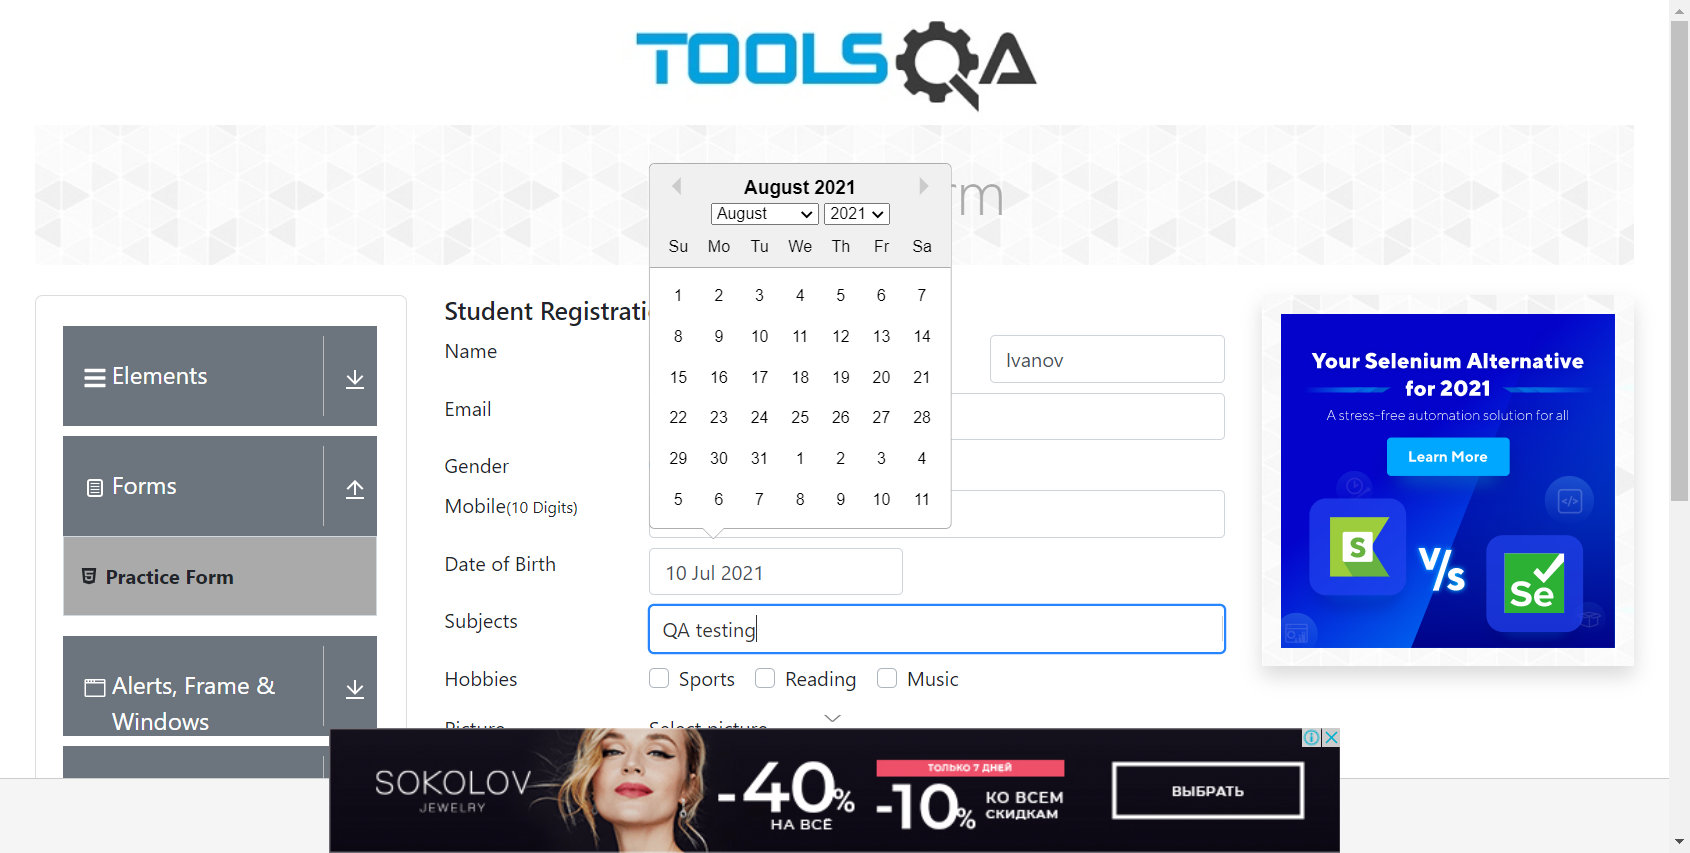 TOOLSQA
rm
August 2021
August 2021
Su Mo Tu We Th Fr Sa
1 2 3 4 5 6 7
8 9 10 11 12 13 14
15 16 17 18 19 20 21
22 23 24 25 26 27 28
29 30 31 1 2 3 4
5 6 7 8 9 10 11
Elements
Forms
Practice Form
Alerts, Frame &
Windows
Student Registrati
Name
Ivanov
Email
Gender
Mobile(10 Digits)
Date of Birth
10 Jul 2021
Subjects
QA testing
Hobbies
Sports Reading Music
Picture
Select picture
Your Selenium Alternative
for 2021
A stress-free automation solution for all
Learn More
S
V/s
Se
SOKOLOV
JEWELRY
-40%
НА ВСЁ
ТОЛЬКО 7 ДНЕЙ
-10%
КО ВСЕМ
СКИДКАМ
ВЫБРАТЬ